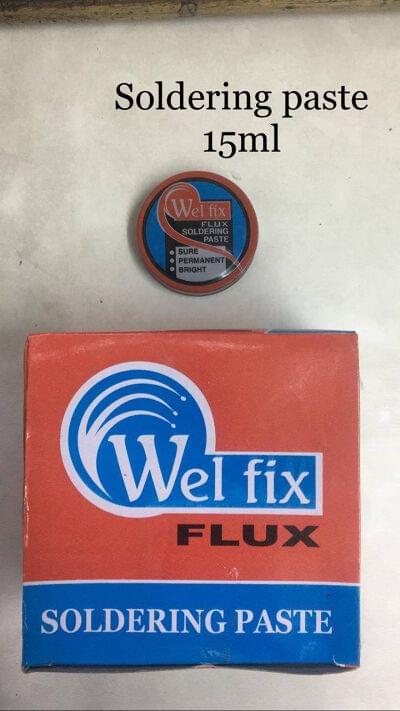 Soldering paste
15ml
Wel fix
FLUX
SOLDERING
PASTE
SURE
PERMANENT
BRIGHT
Wel fix
FLUX
SOLDERING PASTE